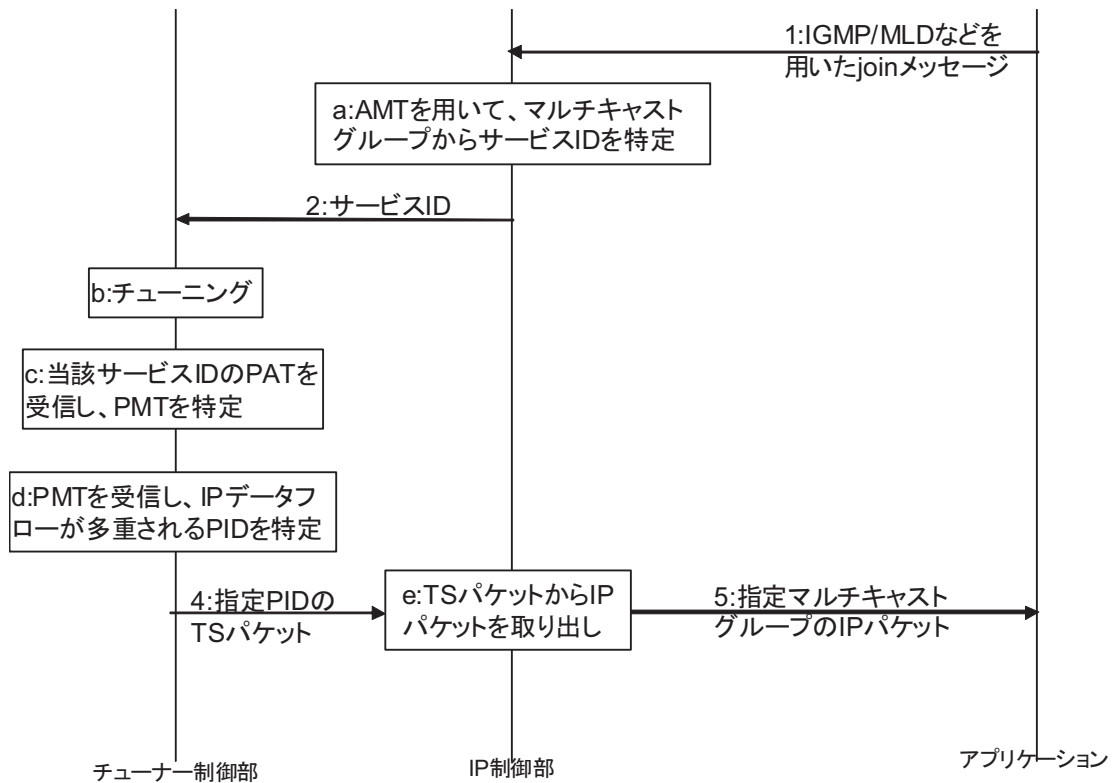 1:IGMP/MLDなどを
用いたjoinメッセージ
a:AMTを用いて、マルチキャスト
グループからサービスIDを特定
2:サービスID
b:チューニング
c:当該サービスIDのPATを
受信し、PMTを特定
d:PMTを受信し、IPデータフ
ローが多重されるPIDを特定
4:指定PIDの
TSパケット
e:TSパケットからIP
パケットを取り出し
5:指定マルチキャスト
グループのIPパケット
チューナー制御部
IP制御部
アプリケーション